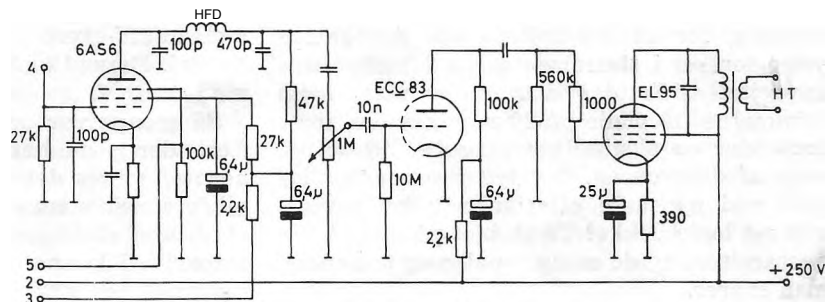 HFD
6AS6
100p
470p
4
27k
100p
100k
6,4µ
27k
2,2k
47k
6,4µ
1M
10n
10M
ECC 83
100k
6,4µ
2,2k
560k
1000
EL95
25µ
390
HT
+ 250 V
5
2
3